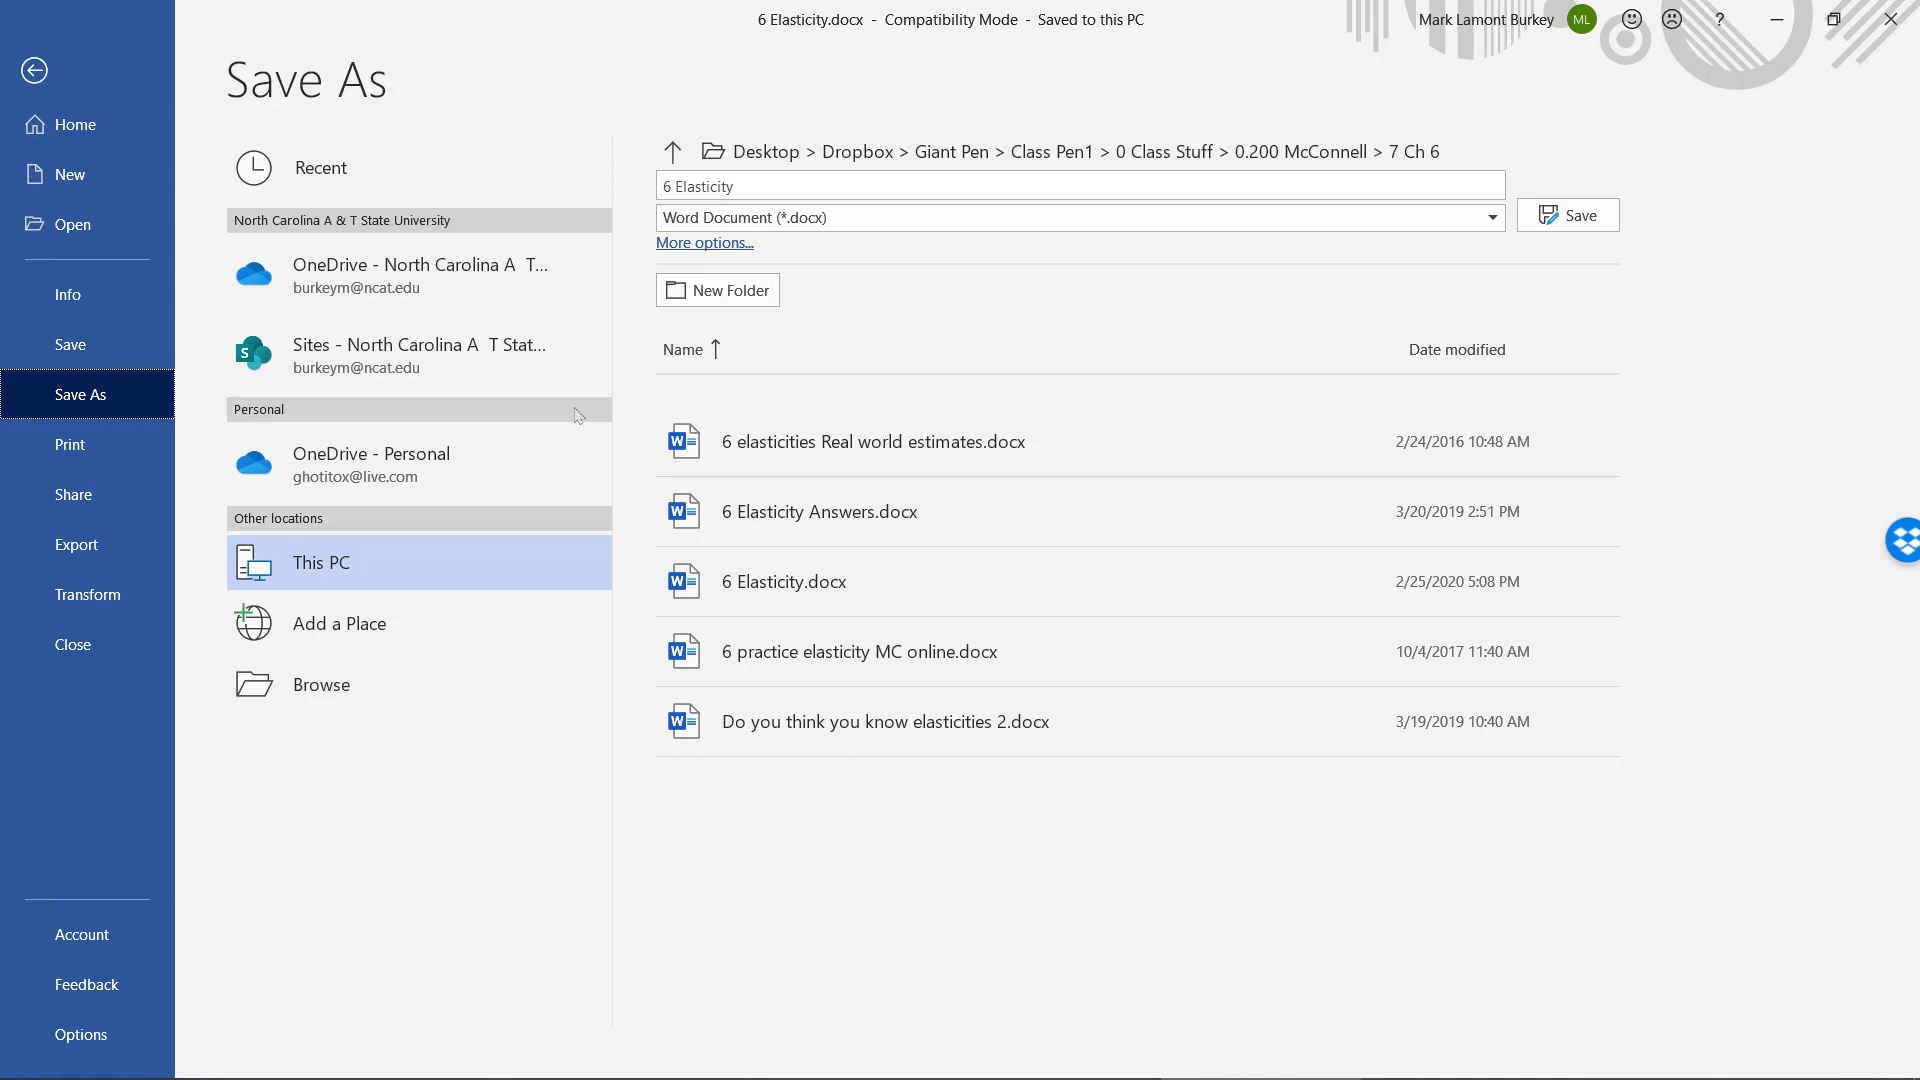 6 Elasticity.docx - Compatibility Mode - Saved to this PC
Mark Lamont Burkey
ML
?
Save As
Home
New
Open
Info
Save
Save As
Print
Share
Export
Transform
Close
Account
Feedback
Options
Recent
North Carolina A & T State University
OneDrive - North Carolina A T...
burkeym@ncat.edu
S
Sites - North Carolina A T Stat...
burkeym@ncat.edu
Personal
OneDrive - Personal
ghotitox@live.com
Other locations
This PC
Add a Place
Browse
Desktop > Dropbox > Giant Pen > Class Pen1 > 0 Class Stuff > 0.200 McConnell > 7 Ch 6
6 Elasticity
Word Document (*.docx)
Save
More options...
New Folder
Name
Date modified
W 6 elasticities Real world estimates.docx 2/24/2016 10:48 AM
W 6 Elasticity Answers.docx 3/20/2019 2:51 PM
W 6 Elasticity.docx 2/25/2020 5:08 PM
W 6 practice elasticity MC online.docx 10/4/2017 11:40 AM
W Do you think you know elasticities 2.docx 3/19/2019 10:40 AM